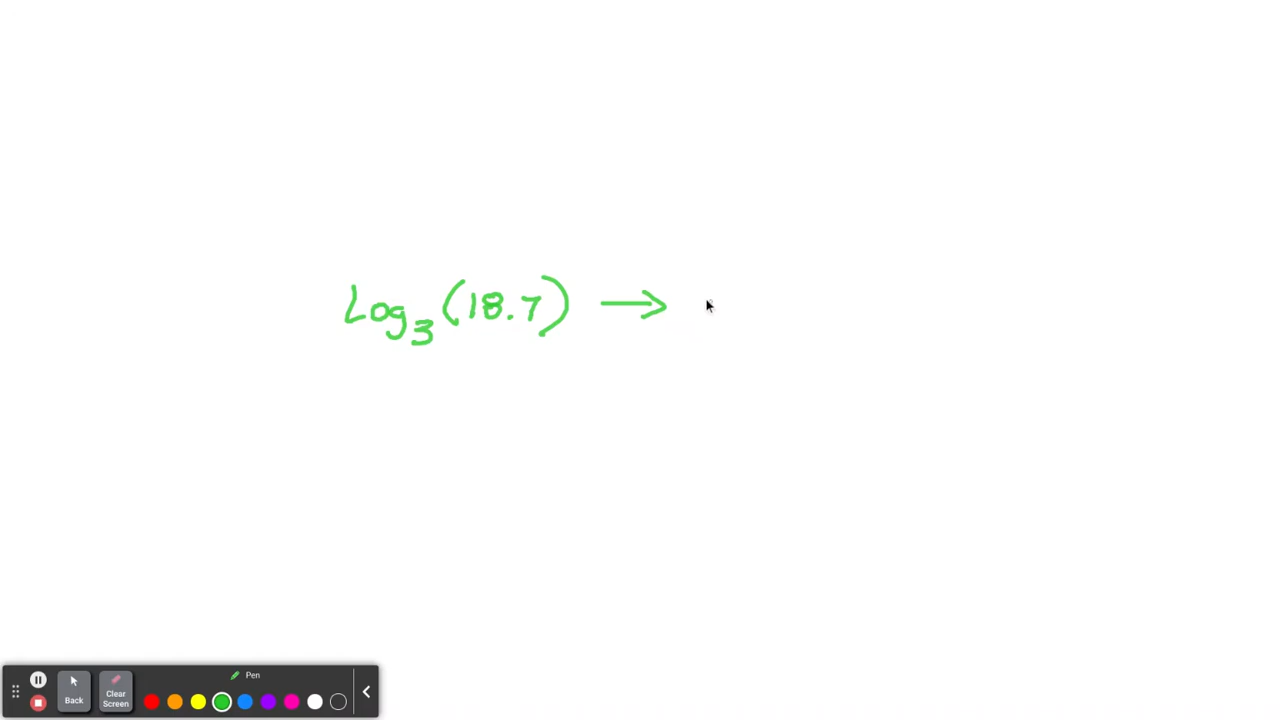 Log₃(18.7) →
Pen
Back
Clear
Screen